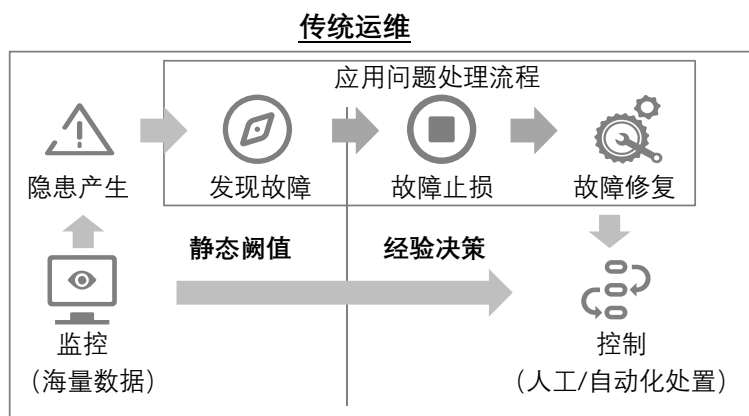 传统运维
应用问题处理流程
隐患产生
发现故障
故障止损
故障修复
静态阙值
经验决策
监控
（海量数据）
控制
（人工/自动化处置）